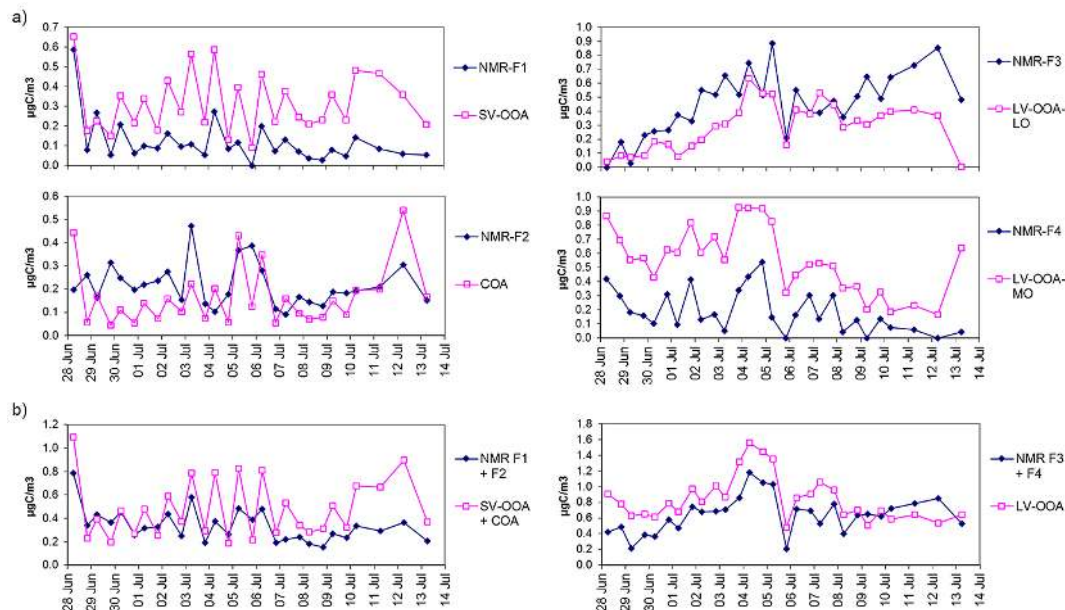 a)
0.7
0.6
0.5
0.4
0.3
0.2
0.1
0.0
µgC/m3
NMR-F1
SV-OOA
1.0
0.9
0.8
0.7
0.6
0.5
0.4
0.3
0.2
0.1
0.0
µgC/m3
NMR-F3
LV-OOA-
LO
0.6
0.5
0.4
0.3
0.2
0.1
0.0
µgC/m3
NMR-F2
COA
28 Jun
29 Jun
30 Jun
01 Jul
02 Jul
03 Jul
04 Jul
05 Jul
06 Jul
07 Jul
08 Jul
09 Jul
10 Jul
11 Jul
12 Jul
13 Jul
14 Jul
1.0
0.9
0.8
0.7
0.6
0.5
0.4
0.3
0.2
0.1
0.0
µgC/m3
NMR-F4
LV-OOA-
MO
28 Jun
29 Jun
30 Jun
01 Jul
02 Jul
03 Jul
04 Jul
05 Jul
06 Jul
07 Jul
08 Jul
09 Jul
10 Jul
11 Jul
12 Jul
13 Jul
14 Jul
b)
1.2
1.0
0.8
0.6
0.4
0.2
0.0
µgC/m3
NMR F1
+ F2
SV-OOA
+ COA
28 Jun
29 Jun
30 Jun
01 Jul
02 Jul
03 Jul
04 Jul
05 Jul
06 Jul
07 Jul
08 Jul
09 Jul
10 Jul
11 Jul
12 Jul
13 Jul
14 Jul
1.8
1.6
1.4
1.2
1.0
0.8
0.6
0.4
0.2
0.0
µgC/m3
NMR F3
+ F4
LV-OOA
28 Jun
29 Jun
30 Jun
01 Jul
02 Jul
03 Jul
04 Jul
05 Jul
06 Jul
07 Jul
08 Jul
09 Jul
10 Jul
11 Jul
12 Jul
13 Jul
14 Jul